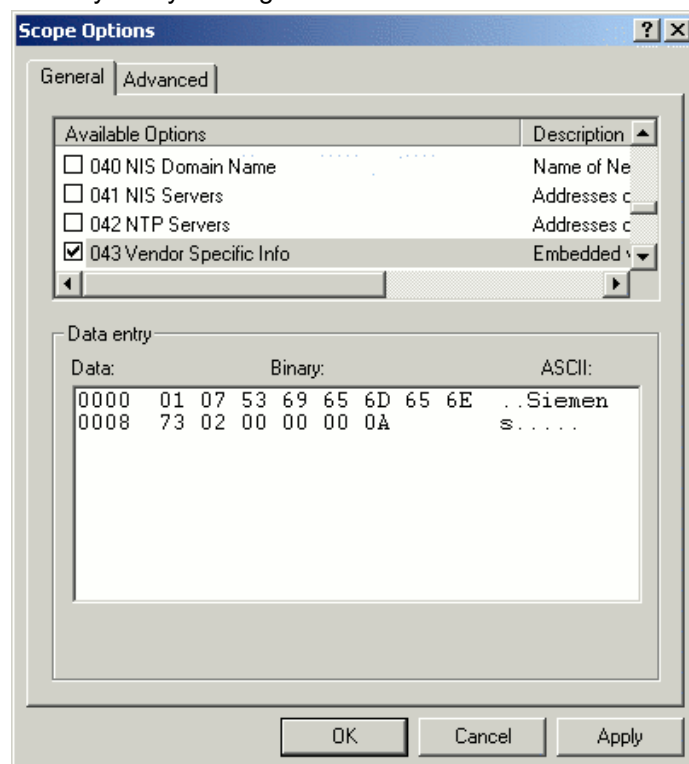 Scope Options
General Advanced
Available Options Description
040 NIS Domain Name Name of Ne
041 NIS Servers Addresses c
042 NTP Servers Addresses c
043 Vendor Specific Info Embedded
Data entry
Data: Binary: ASCII:
0000 01 07 53 69 65 6D 65 6E ..Siemen
0008 73 02 00 00 00 0A s.....
OK Cancel Apply